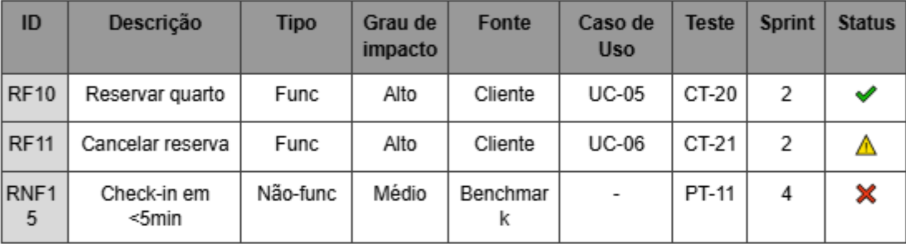 ID Descrição Tipo Grau de impacto Fonte Caso de Uso Teste Sprint Status
RF10 Reservar quarto Func Alto Cliente UC-05 CT-20 2 ✔
RF11 Cancelar reserva Func Alto Cliente UC-06 CT-21 2 ⚠
RNF15 Check-in em <5min Não-func Médio Benchmark - PT-11 4 ✖